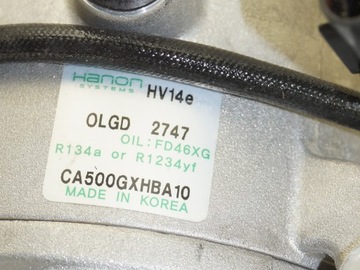 Hanon
SYSTEMS HV14e
OLGD 2747
OIL:FD46XG
R134a or R1234yf
CA500GXHBA10
MADE IN KOREA